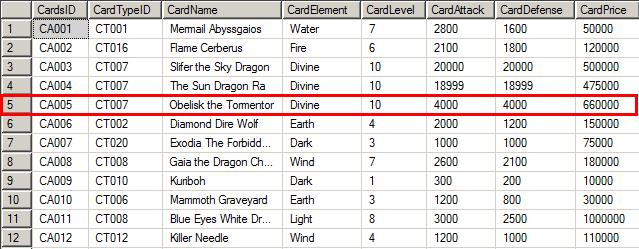 CardsID CardTypeID CardName CardElement CardLevel CardAttack CardDefense CardPrice
1 CA001 CT001 Mermail Abyssgaios Water 7 2800 1600 50000
2 CA002 CT016 Flame Cerberus Fire 6 2100 1800 120000
3 CA003 CT007 Slifer the Sky Dragon Divine 10 20000 20000 500000
4 CA004 CT007 The Sun Dragon Ra Divine 10 18999 18999 475000
5 CA005 CT007 Obelisk the Tormentor Divine 10 4000 4000 660000
6 CA006 CT002 Diamond Dire Wolf Earth 4 2000 1200 150000
7 CA007 CT020 Exodia The Forbidd... Dark 3 1000 1000 75000
8 CA008 CT008 Gaia the Dragon Ch... Wind 7 2600 2100 180000
9 CA009 CT010 Kuriboh Dark 1 300 200 10000
10 CA010 CT006 Mammoth Graveyard Earth 3 1200 800 30000
11 CA011 CT008 Blue Eyes White Dr... Light 8 3000 2500 1000000
12 CA012 CT012 Killer Needle Wind 4 1200 1000 110000